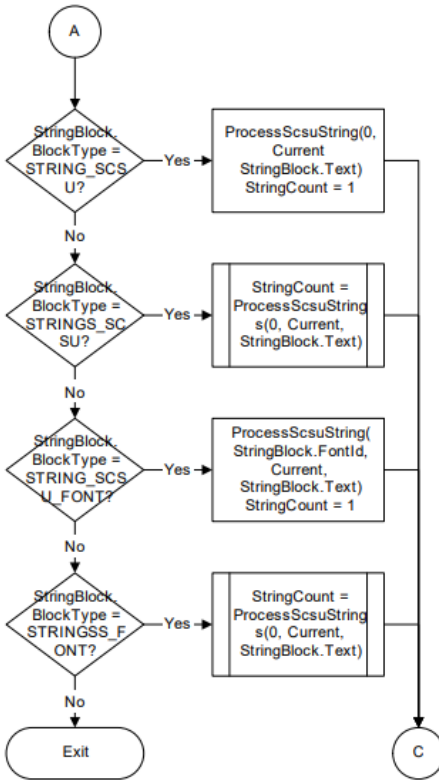 A
StringBlock.
BlockType =
STRING_SCS
U?
Yes
ProcessScsuString(0,
Current
StringBlock.Text)
StringCount = 1
No
StringBlock.
BlockType =
STRINGS_SC
SU?
Yes
StringCount =
ProcessScsuString
s(0, Current,
StringBlock.Text)
No
StringBlock.
BlockType =
STRING_SCS
U_FONT?
Yes
ProcessScsuString(
StringBlock.FontId,
Current,
StringBlock.Text)
StringCount = 1
No
StringBlock.
BlockType =
STRINGSS_F
ONT?
Yes
StringCount =
ProcessScsuString
s(0, Current,
StringBlock.Text)
No
Exit
C